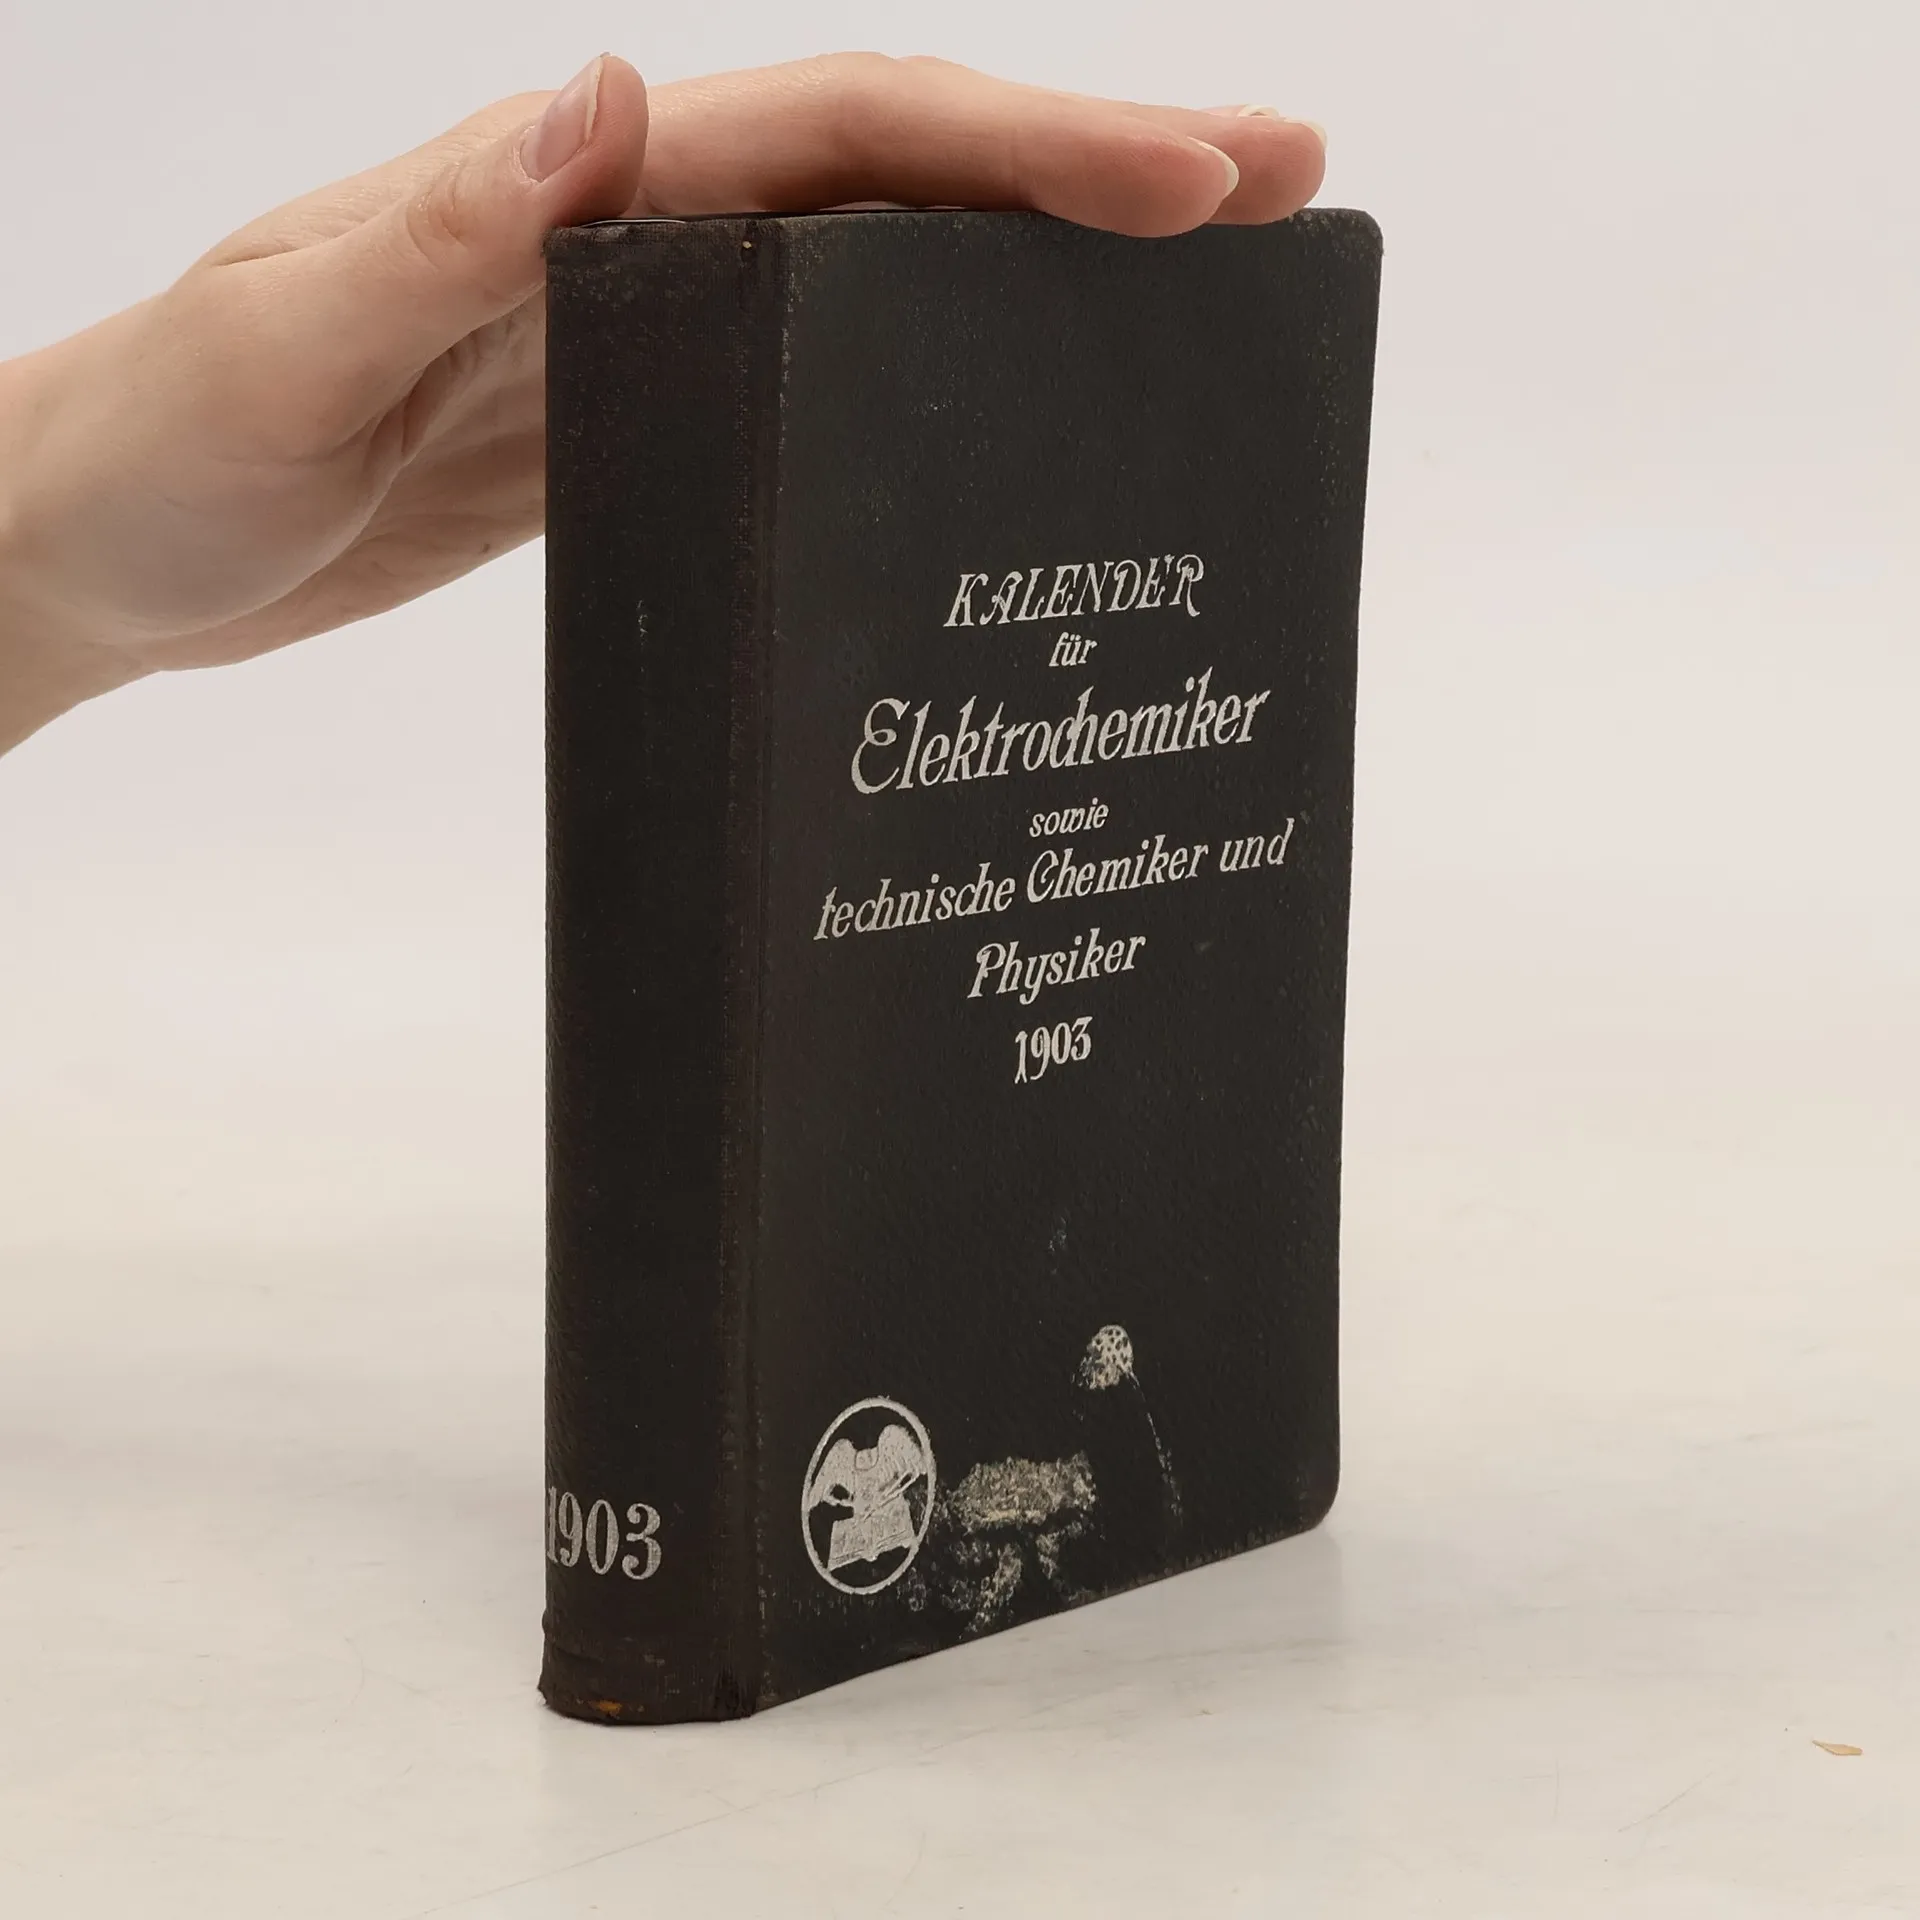 KALENDER
für
Elektrochemiker
sowie
technische Chemiker und
Physiker
1903
1903